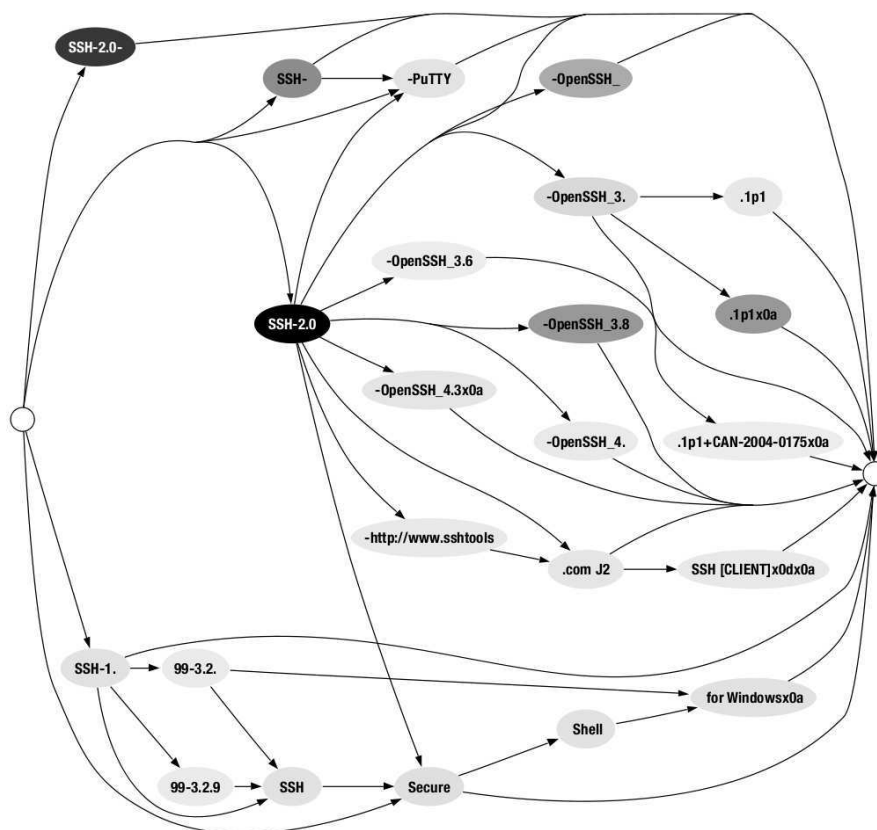 SSH-2.0-
SSH-
-PuTTY
-OpenSSH_
-OpenSSH_3.
.1p1
-OpenSSH_3.6
SSH-2.0
-OpenSSH_3.8
.1p1x0a
-OpenSSH_4.3x0a
-OpenSSH_4.
.1p1+CAN-2004-0175x0a
-http://www.sshtools
.com J2
SSH [CLIENT]x0dx0a
SSH-1.
99-3.2.
for Windowsx0a
Shell
99-3.2.9
SSH
Secure